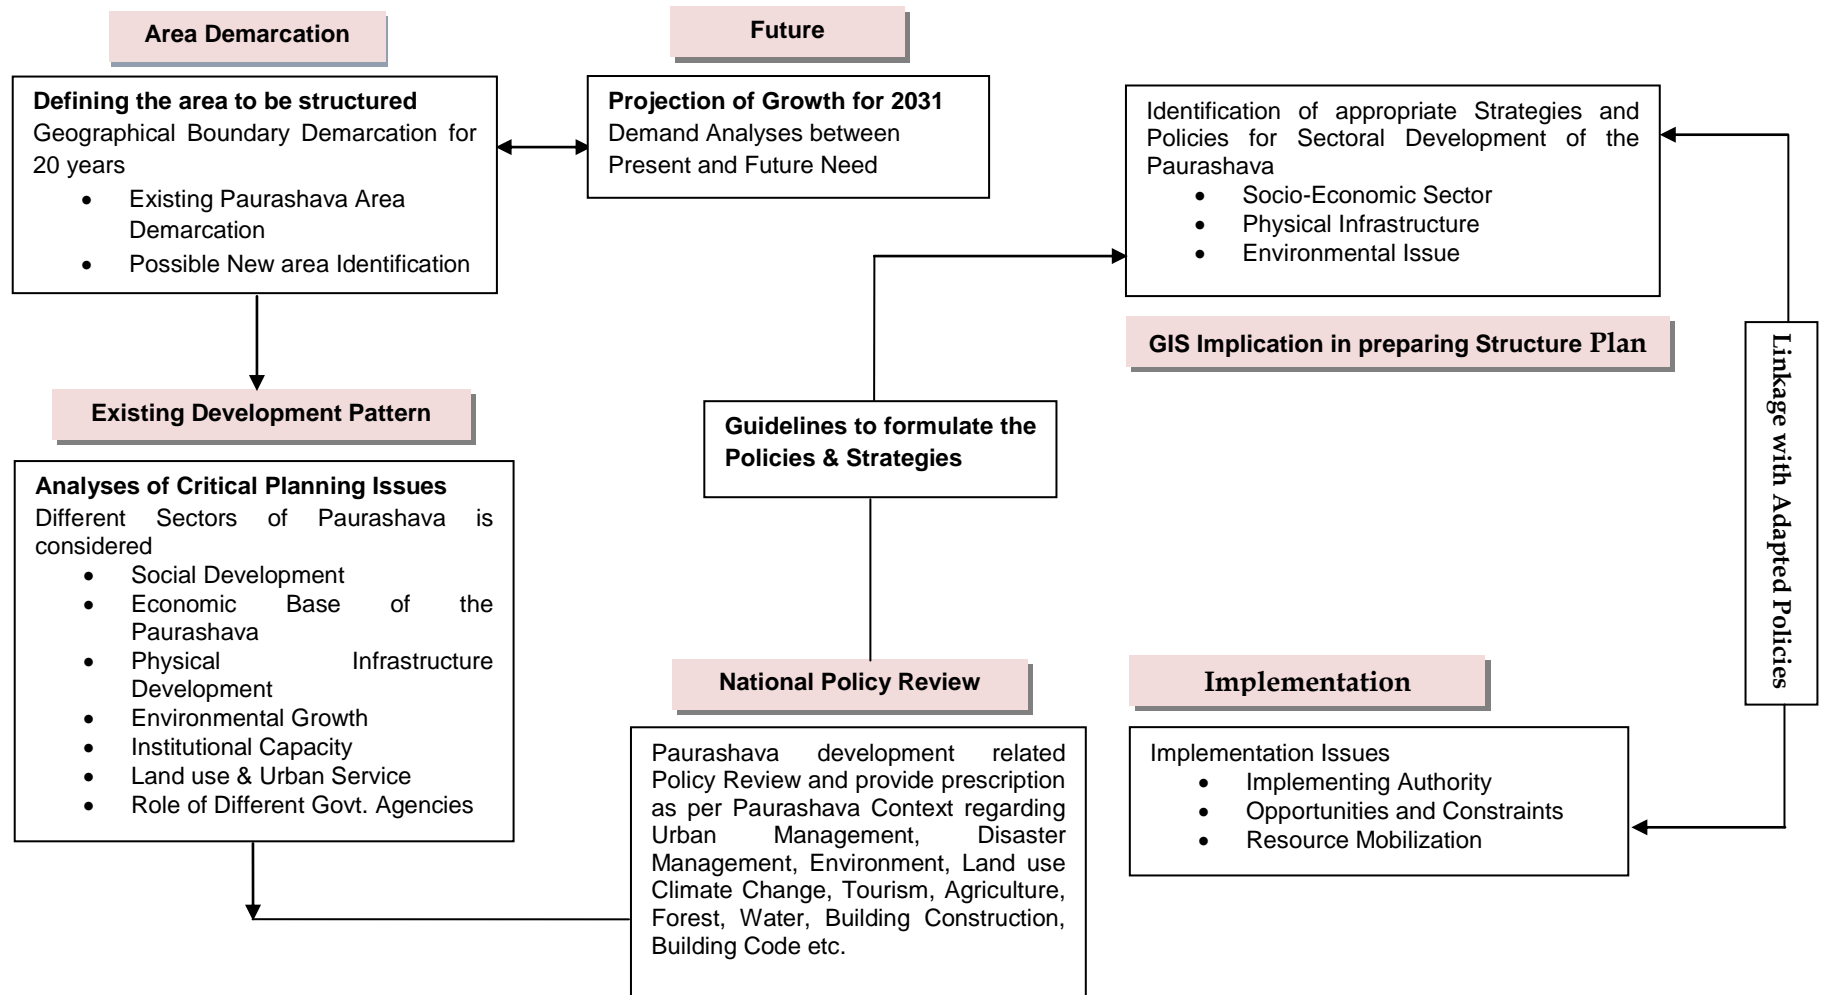 Area Demarcation
Defining the area to be structured
Geographical Boundary Demarcation for
20 years
• Existing Paurashava Area
Demarcation
• Possible New area Identification
Future
Projection of Growth for 2031
Demand Analyses between
Present and Future Need
Identification of appropriate Strategies and
Policies for Sectoral Development of the
Paurashava
• Socio-Economic Sector
• Physical Infrastructure
• Environmental Issue
GIS Implication in preparing Structure Plan
Existing Development Pattern
Analyses of Critical Planning Issues
Different Sectors of Paurashava is
considered
• Social Development
• Economic Base of the
Paurashava
• Physical Infrastructure
Development
• Environmental Growth
• Institutional Capacity
• Land use & Urban Service
• Role of Different Govt. Agencies
Guidelines to formulate the
Policies & Strategies
National Policy Review
Paurashava development related
Policy Review and provide prescription
as per Paurashava Context regarding
Urban Management, Disaster
Management, Environment, Land use
Climate Change, Tourism, Agriculture,
Forest, Water, Building Construction,
Building Code etc.
Implementation
Implementation Issues
• Implementing Authority
• Opportunities and Constraints
• Resource Mobilization
Linkage with Adapted Policies